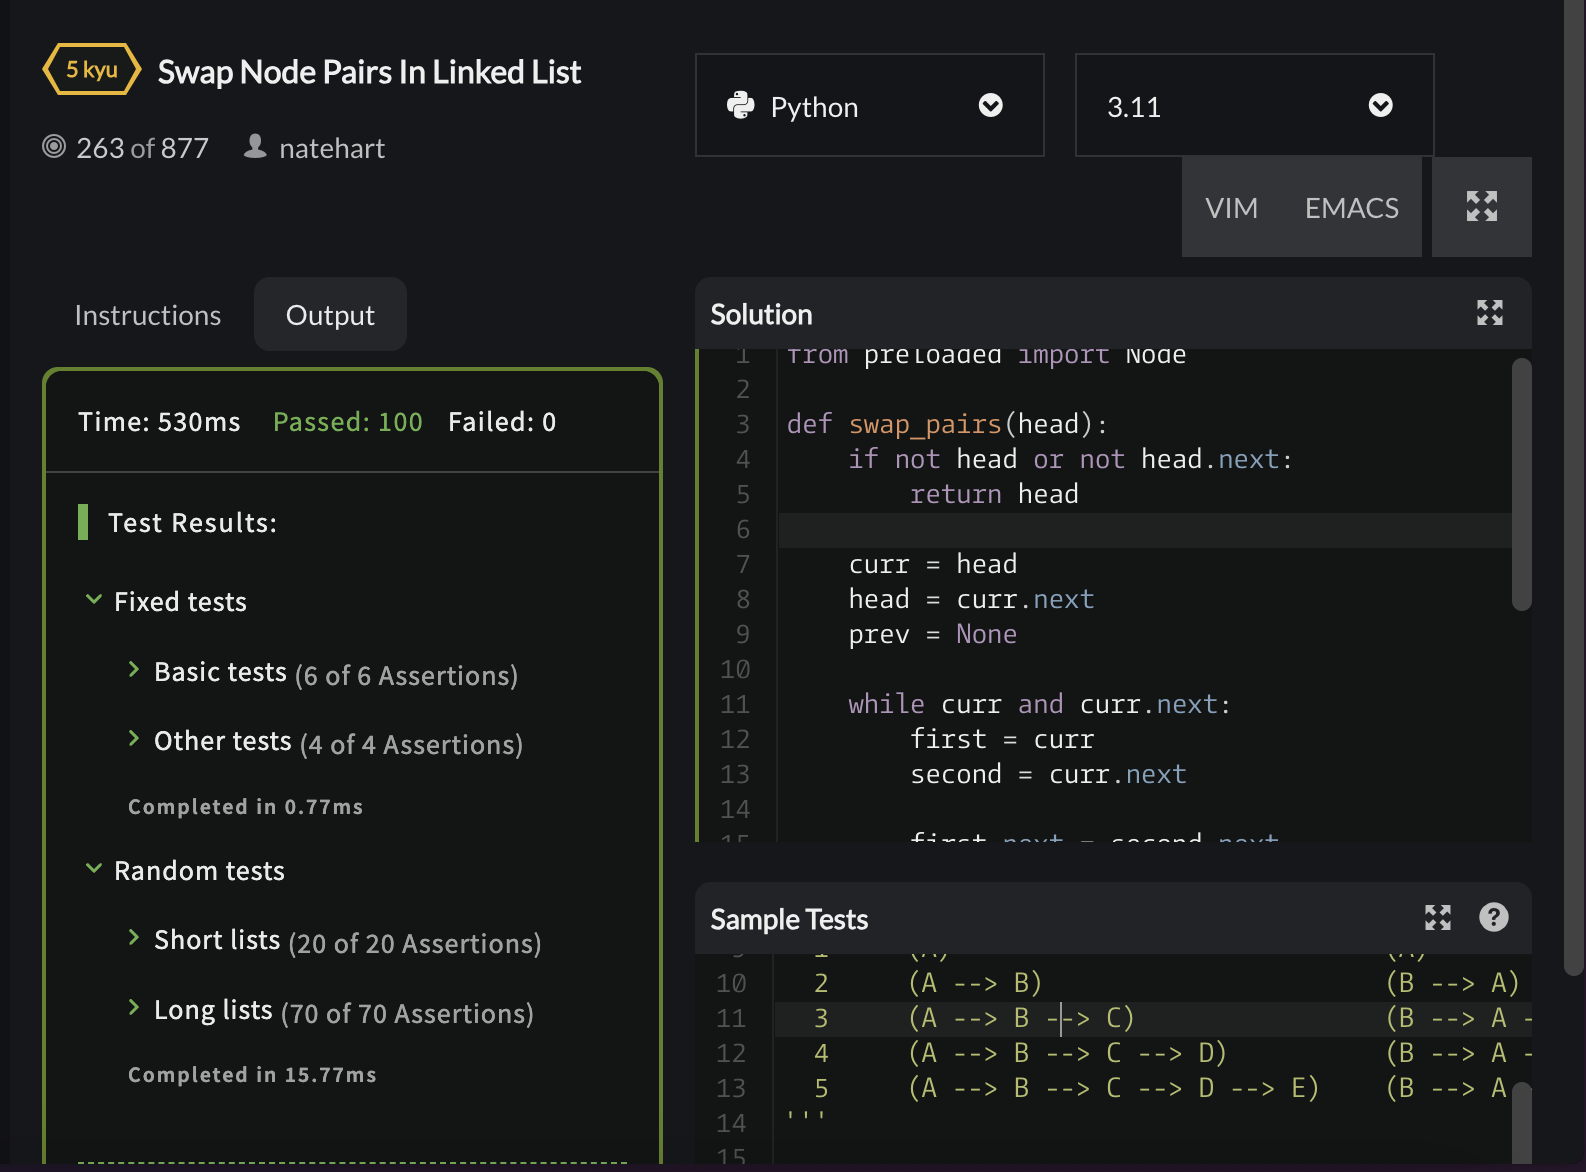 5 kyu
Swap Node Pairs In Linked List
263 of 877 natehart
Python
3.11
VIM EMACS
Instructions Output
Time: 530ms Passed: 100 Failed: 0
Test Results:
Fixed tests
Basic tests (6 of 6 Assertions)
Other tests (4 of 4 Assertions)
Completed in 0.77ms
Random tests
Short lists (20 of 20 Assertions)
Long lists (70 of 70 Assertions)
Completed in 15.77ms
Solution
1 from preloaded import Node
2
3 def swap_pairs(head):
4     if not head or not head.next:
5         return head
6
7     curr = head
8     head = curr.next
9     prev = None
10
11     while curr and curr.next:
12         first = curr
13         second = curr.next
14
15         first.next = second.next
Sample Tests
9 1 (A) (A)
10 2 (A --> B) (B --> A)
11 3 (A --> B --> C) (B --> A -
12 4 (A --> B --> C --> D) (B --> A -
13 5 (A --> B --> C --> D --> E) (B --> A
14 '''
15